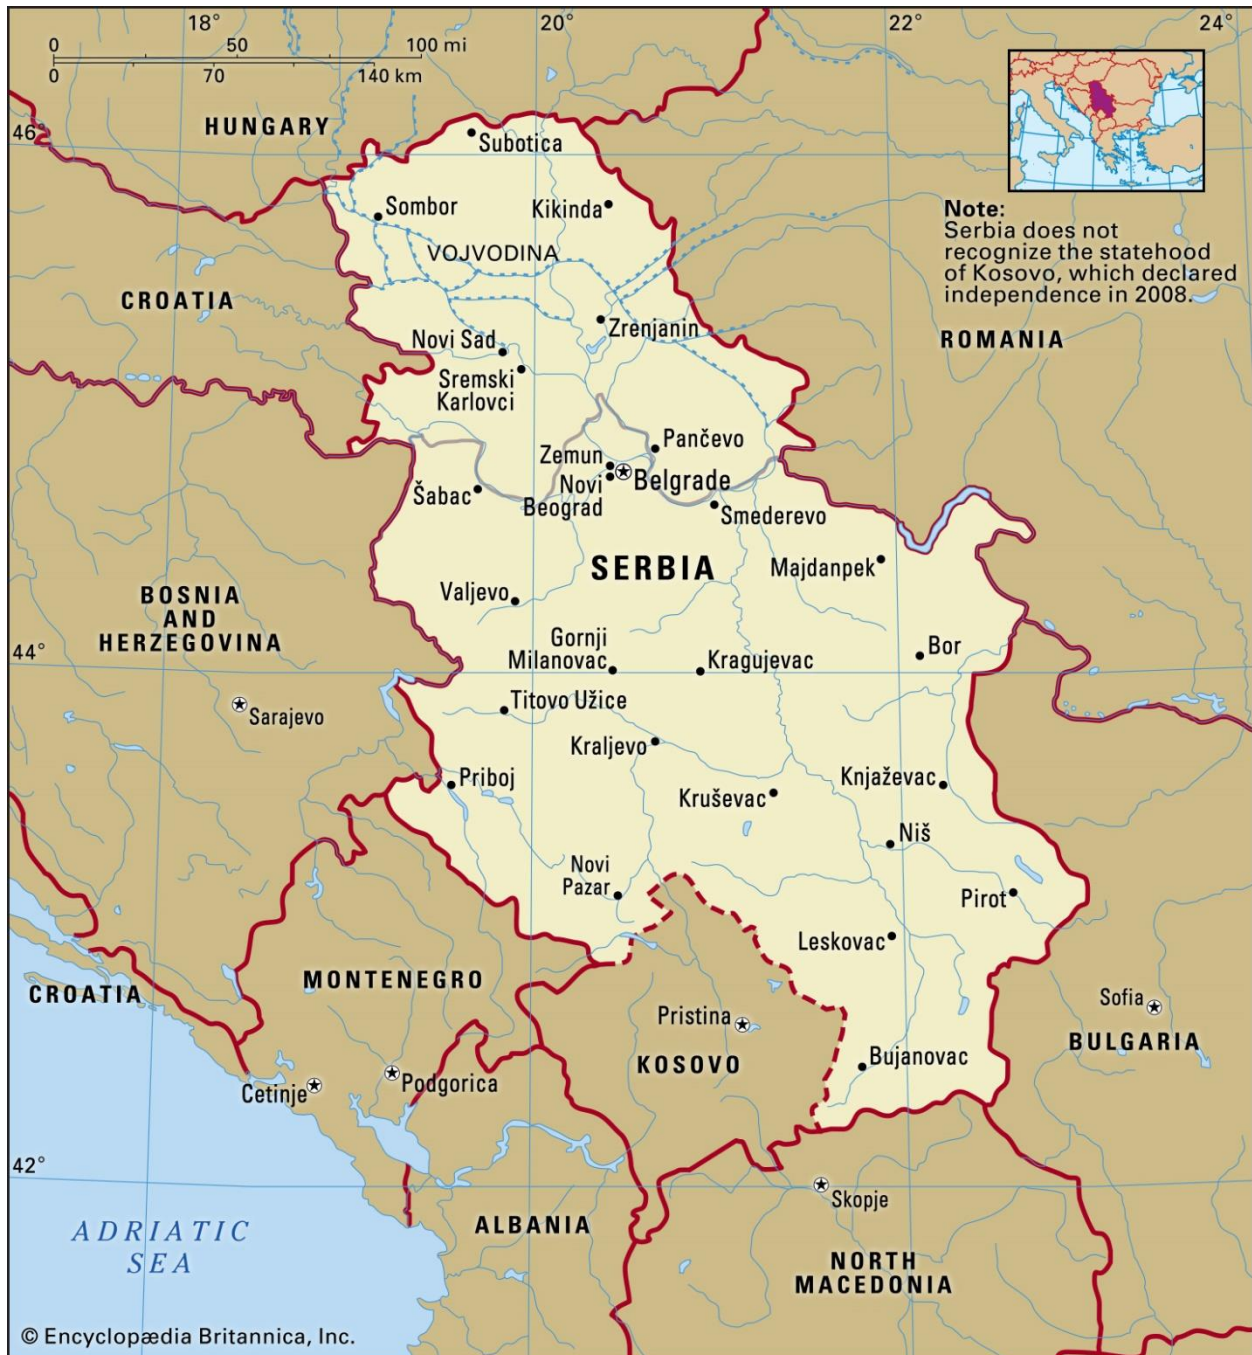 18°
20°
22°
24°
0
50
100 mi
0
70
140 km
46°
HUNGARY
Subotica
Sombor
Kikinda
Note:
Serbia does not
recognize the statehood
of Kosovo, which declared
independence in 2008.
VOJVODINA
CROATIA
Zrenjanin
ROMANIA
Novi Sad
Sremski
Karlovci
Pančevo
Zemun
Belgrade
Novi
Beograd
Šabac
Smederevo
SERBIA
Majdanpek
BOSNIA
AND
HERZEGOVINA
Valjevo
Gornji
Milanovac
Kragujevac
Bor
44°
Titovo Užice
Sarajevo
Kraljevo
Priboj
Kruševac
Knjaževac
Niš
Novi
Pazar
Pirot
Leskovac
MONTENEGRO
CROATIA
Pristina
Sofia
KOSOVO
BULGARIA
Bujanovac
Cetinje
Podgorica
42°
Skopje
ADRIATIC
SEA
ALBANIA
NORTH
MACEDONIA
© Encyclopædia Britannica, Inc.